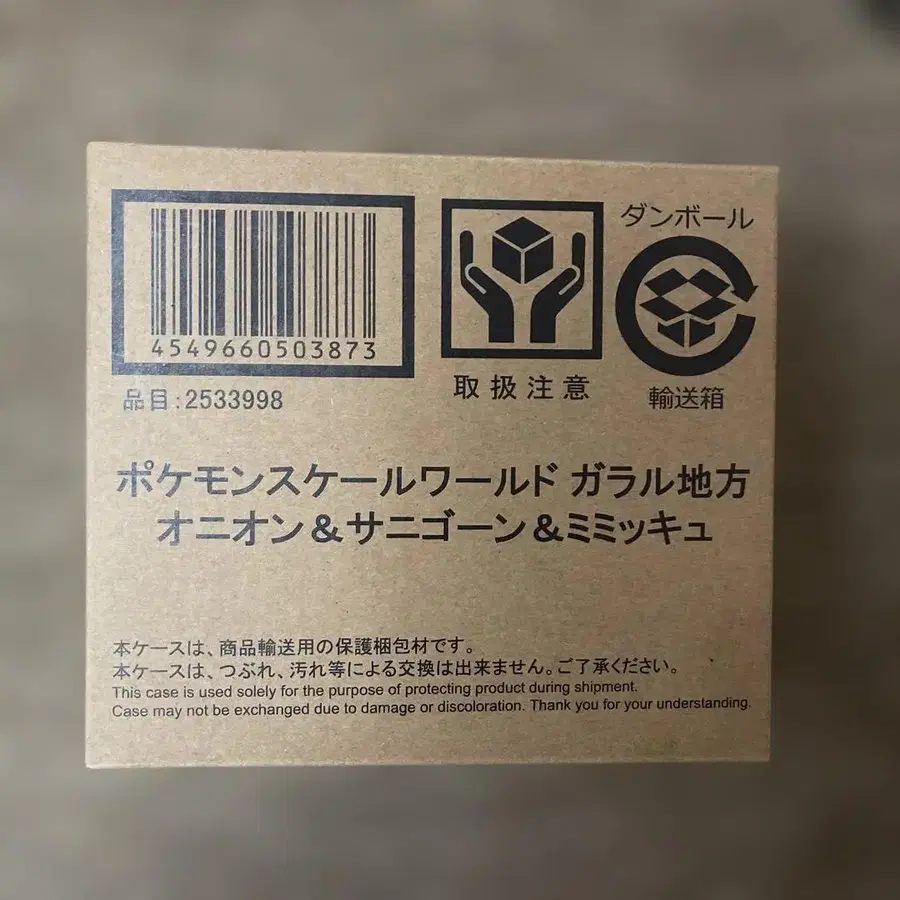 ダンボール
4549660503873
取扱注意
輸送箱
品目:2533998
ポケモンスケールワールド ガラル地方
オニオン&サニゴーン&ミミッキュ
本ケースは、商品輸送用の保護梱包材です。
本ケースは、つぶれ、汚れ等による交換は出来ません。ご了承ください。
This case is used solely for the purpose of protecting product during shipment.
Case may not be exchanged due to damage or discoloration. Thank you for your understanding.